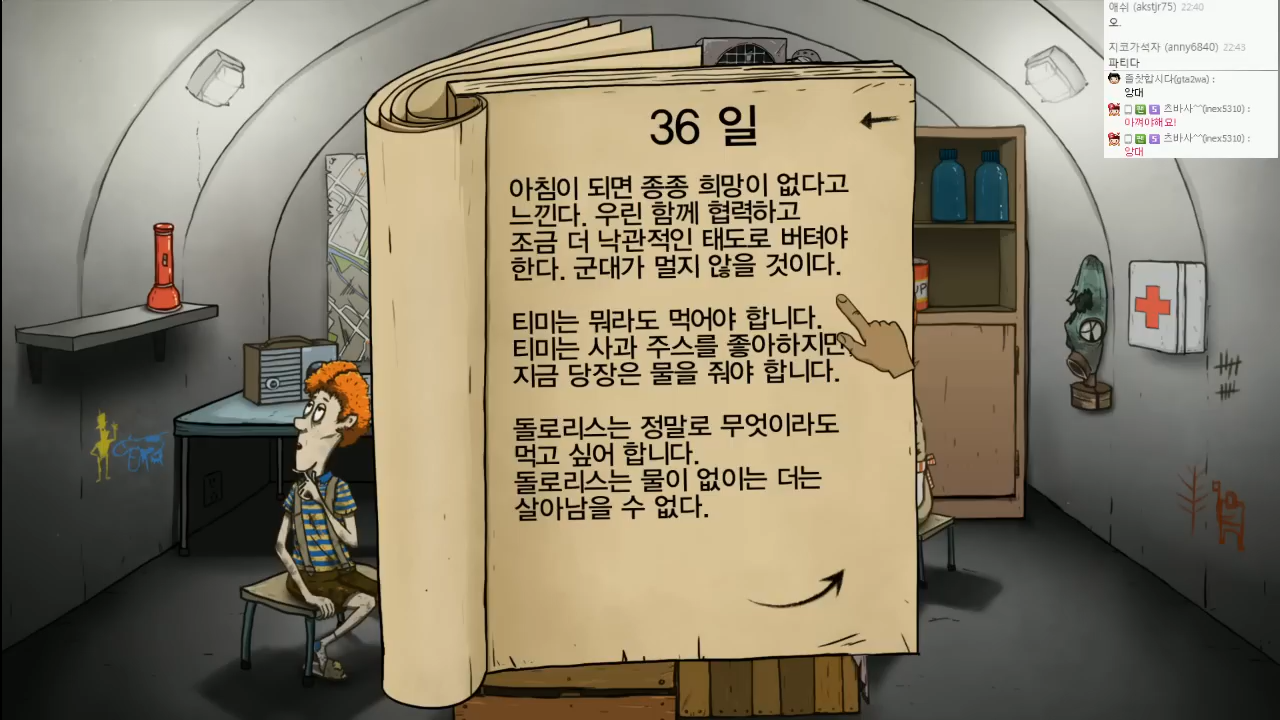 애쉬 (akstjr75) 22:40
오.
지코가석자 (anny6840) 22:43
파티다
줌찻합시다(gta2wa) :
앙대
팬 S 츠바사^^(inex5310) :
아껴야해요!
팬 S 츠바사^^(inex5310) :
앙대
36 일
아침이 되면 종종 희망이 없다고
느낀다. 우린 함께 협력하고
조금 더 낙관적인 태도로 버텨야
한다. 군대가 멀지 않을 것이다.
티미는 뭐라도 먹어야 합니다.
티미는 사과 주스를 좋아하지만,
지금 당장은 물을 줘야 합니다.
돌로리스는 정말로 무엇이라도
먹고 싶어 합니다.
돌로리스는 물이 없이는 더는
살아남을 수 없다.